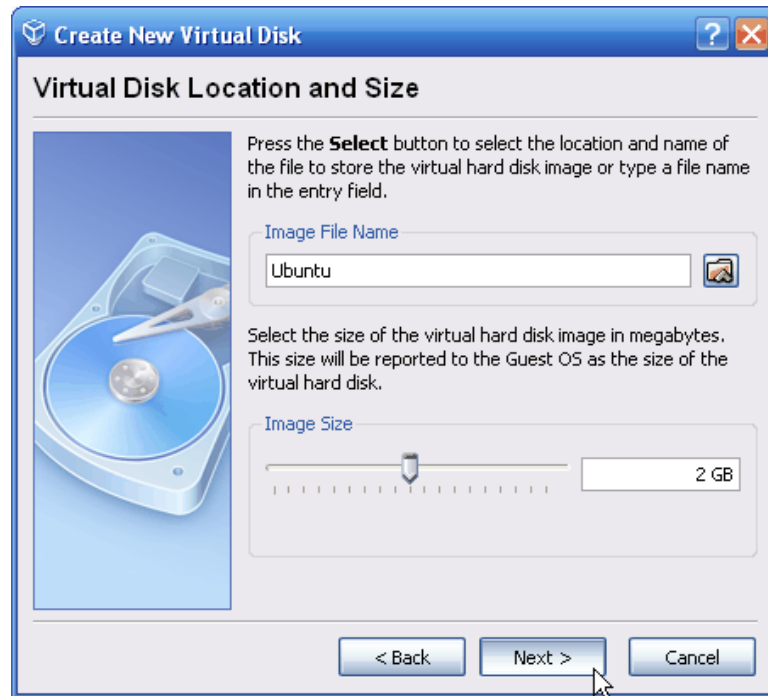 Create New Virtual Disk
Virtual Disk Location and Size
Press the Select button to select the location and name of
the file to store the virtual hard disk image or type a file name
in the entry field.
Image File Name
Ubuntu
Select the size of the virtual hard disk image in megabytes.
This size will be reported to the Guest OS as the size of the
virtual hard disk.
Image Size
2 GB
< Back
Next >
Cancel